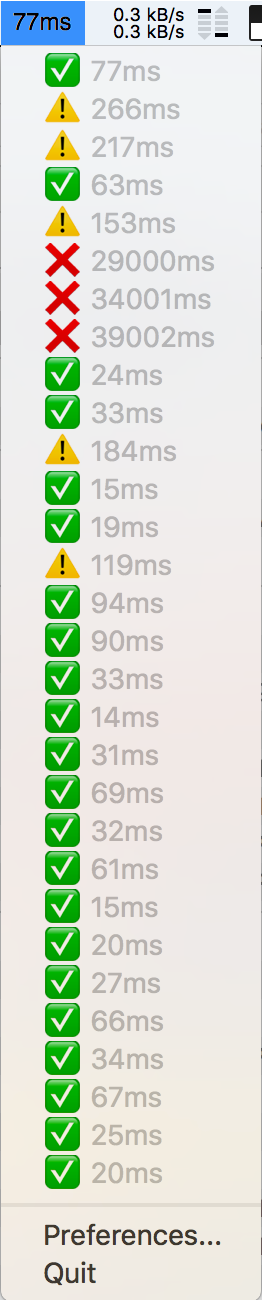 77ms 0.3 kB/s
0.3 kB/s
77ms
266ms
217ms
63ms
153ms
29000ms
34001ms
39002ms
24ms
33ms
184ms
15ms
19ms
119ms
94ms
90ms
33ms
14ms
31ms
69ms
32ms
61ms
15ms
20ms
27ms
66ms
34ms
67ms
25ms
20ms
Preferences...
Quit